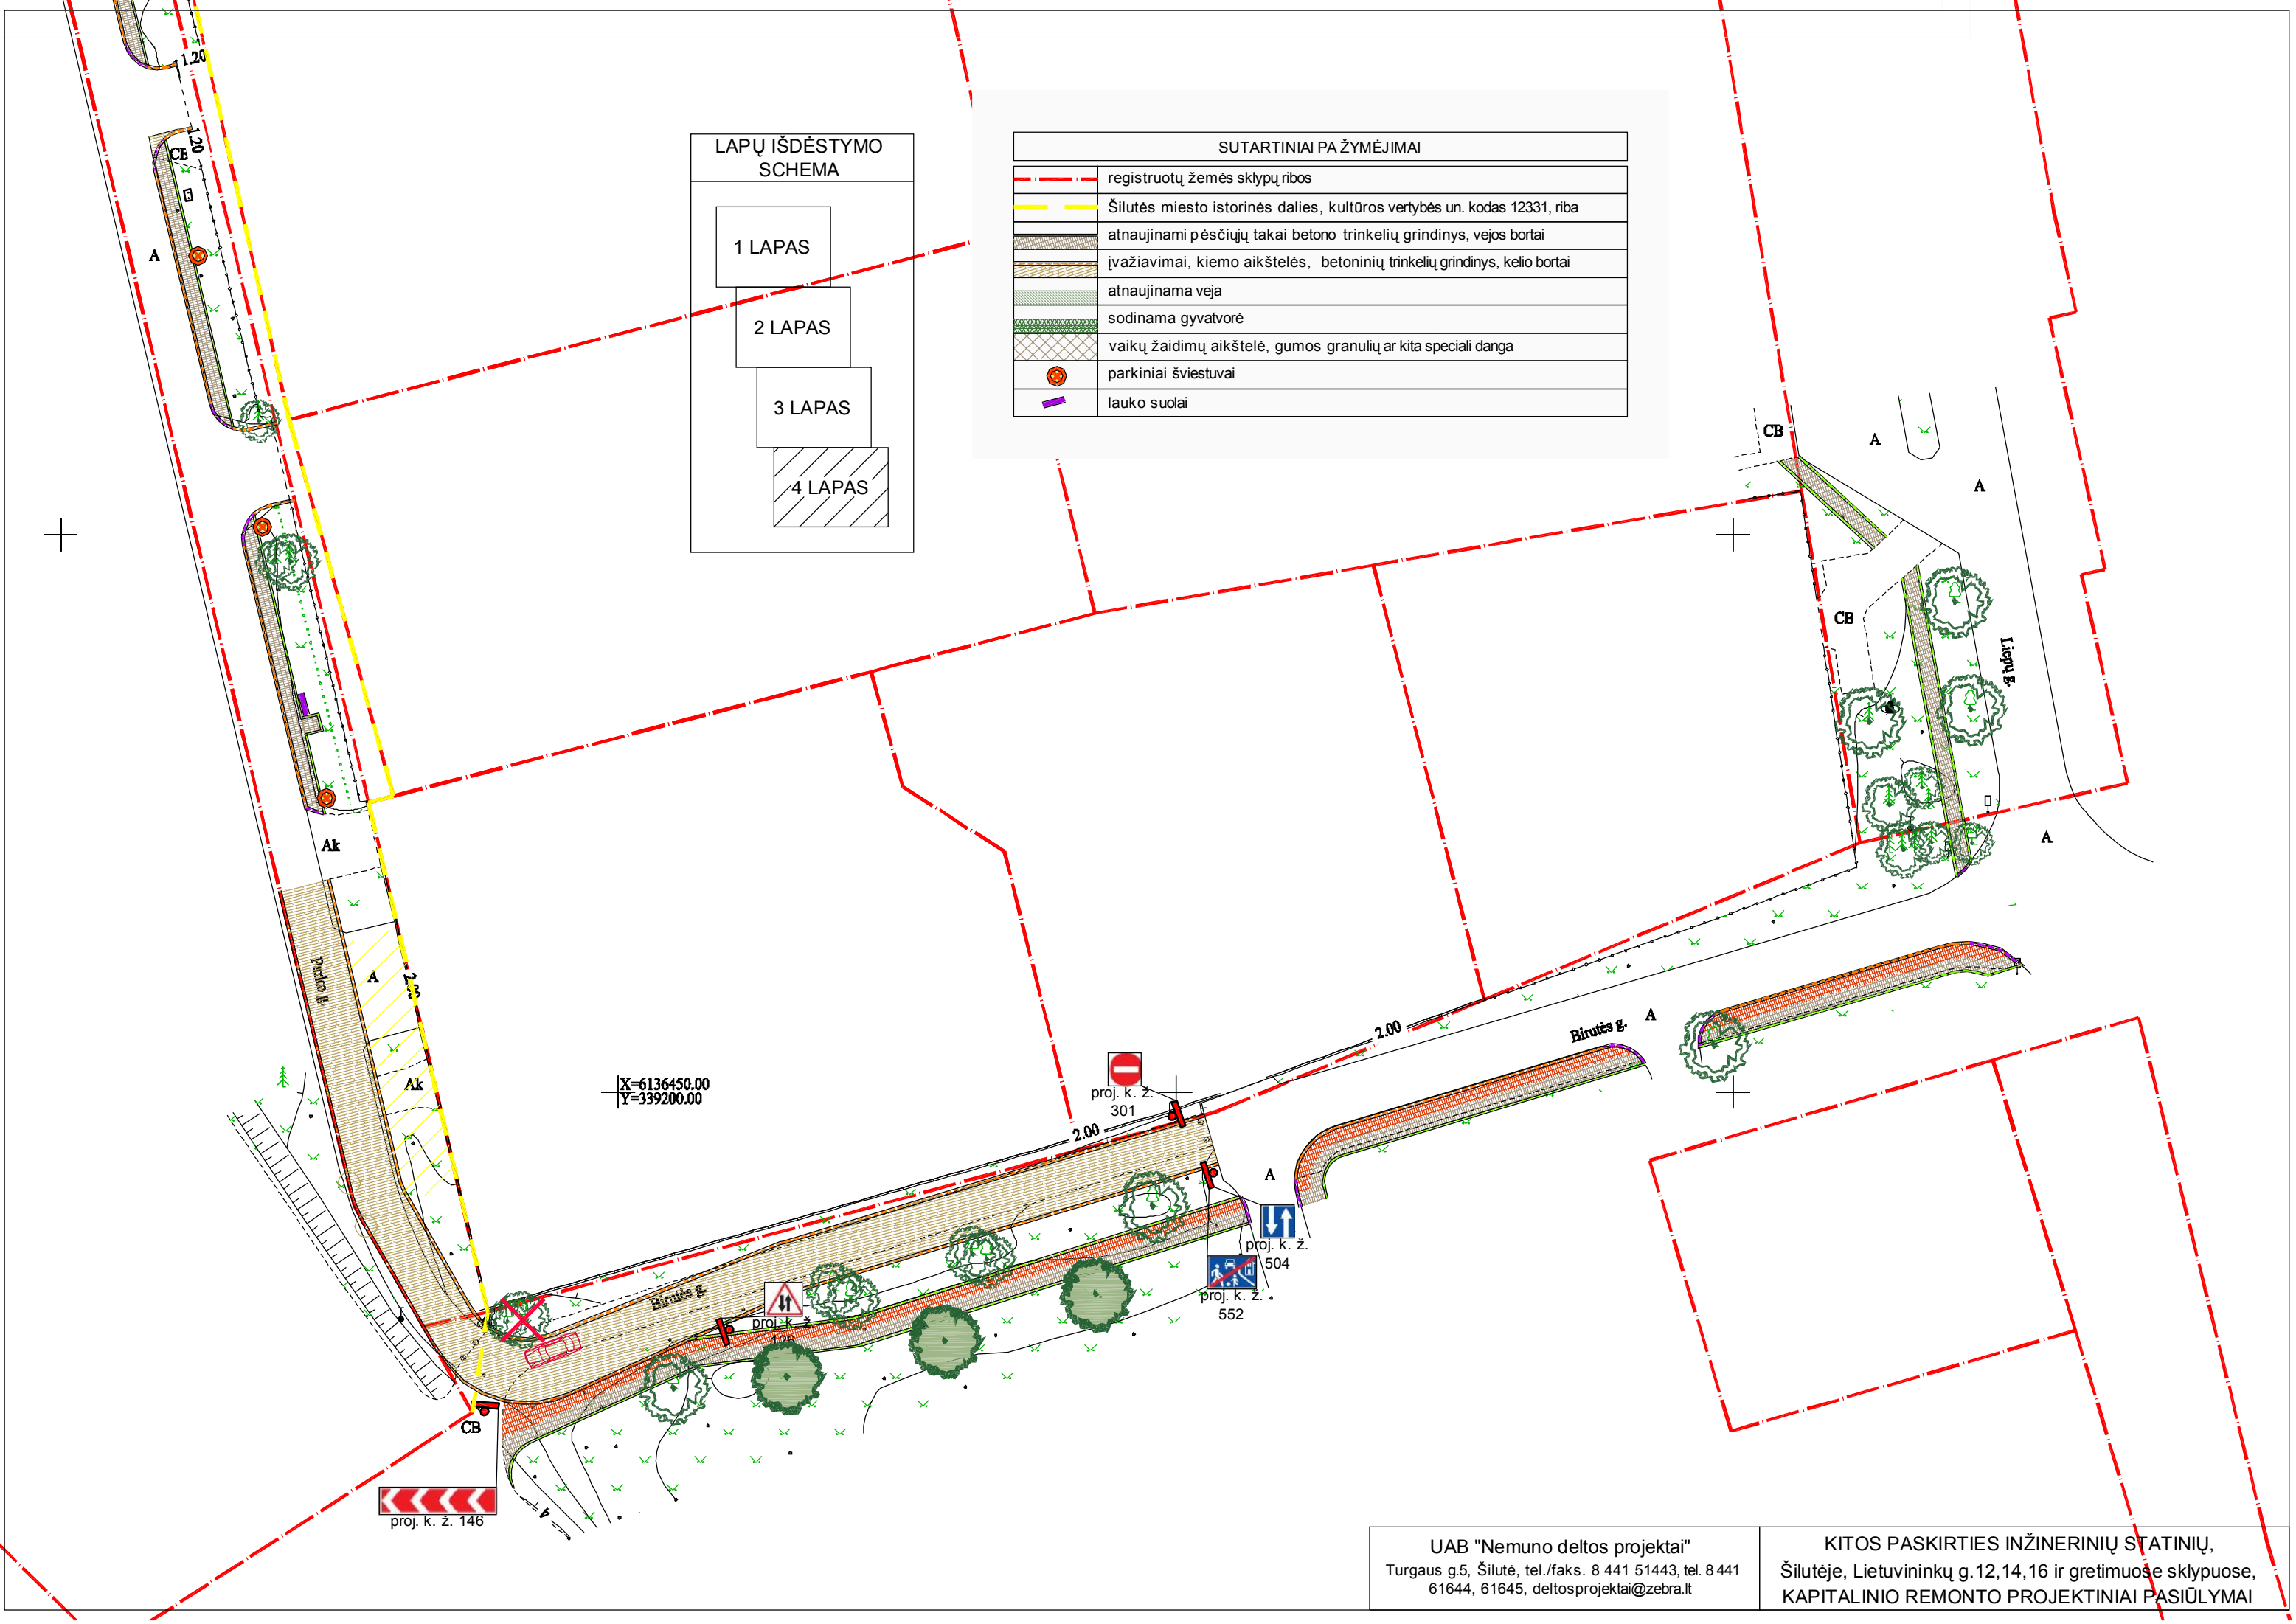 1.20
1.20
CB
A
LAPŲ IŠDĖSTYMO
SCHEMA
1 LAPAS
2 LAPAS
3 LAPAS
4 LAPAS
SUTARTINIAI PAŽYMĖJIMAI
registruotų žemės sklypų ribos
Šilutės miesto istorinės dalies, kultūros vertybės un. kodas 12331, riba
atnaujinami pėsčiųjų takai betono trinkelių grindinys, vejos bortai
įvažiavimai, kiemo aikštelės, betoninių trinkelių grindinys, kelio bortai
atnaujinama veja
sodinama gyvatvorė
vaikų žaidimų aikštelė, gumos granulių ar kita speciali danga
parkiniai šviestuvai
lauko suolai
CB
A
A
CB
Liepų g.
A
Ak
Parko g.
A
2.00
Ak
X=6136450.00
Y=339200.00
2.00
Birutės g.
A
proj. k. ž.
301
2.00
A
proj. k. ž.
504
proj. k. ž.
552
Birutės g.
proj. k. ž.
126
CB
proj. k. ž. 146
4
UAB "Nemuno deltos projektai"
Turgaus g.5, Šilutė, tel./faks. 8 441 51443, tel. 8 441
61644, 61645, deltosprojektai@zebra.lt
KITOS PASKIRTIES INŽINERINIŲ STATINIŲ,
Šilutėje, Lietuvininkų g.12,14,16 ir gretimuose sklypuose,
KAPITALINIO REMONTO PROJEKTINIAI PASIŪLYMAI